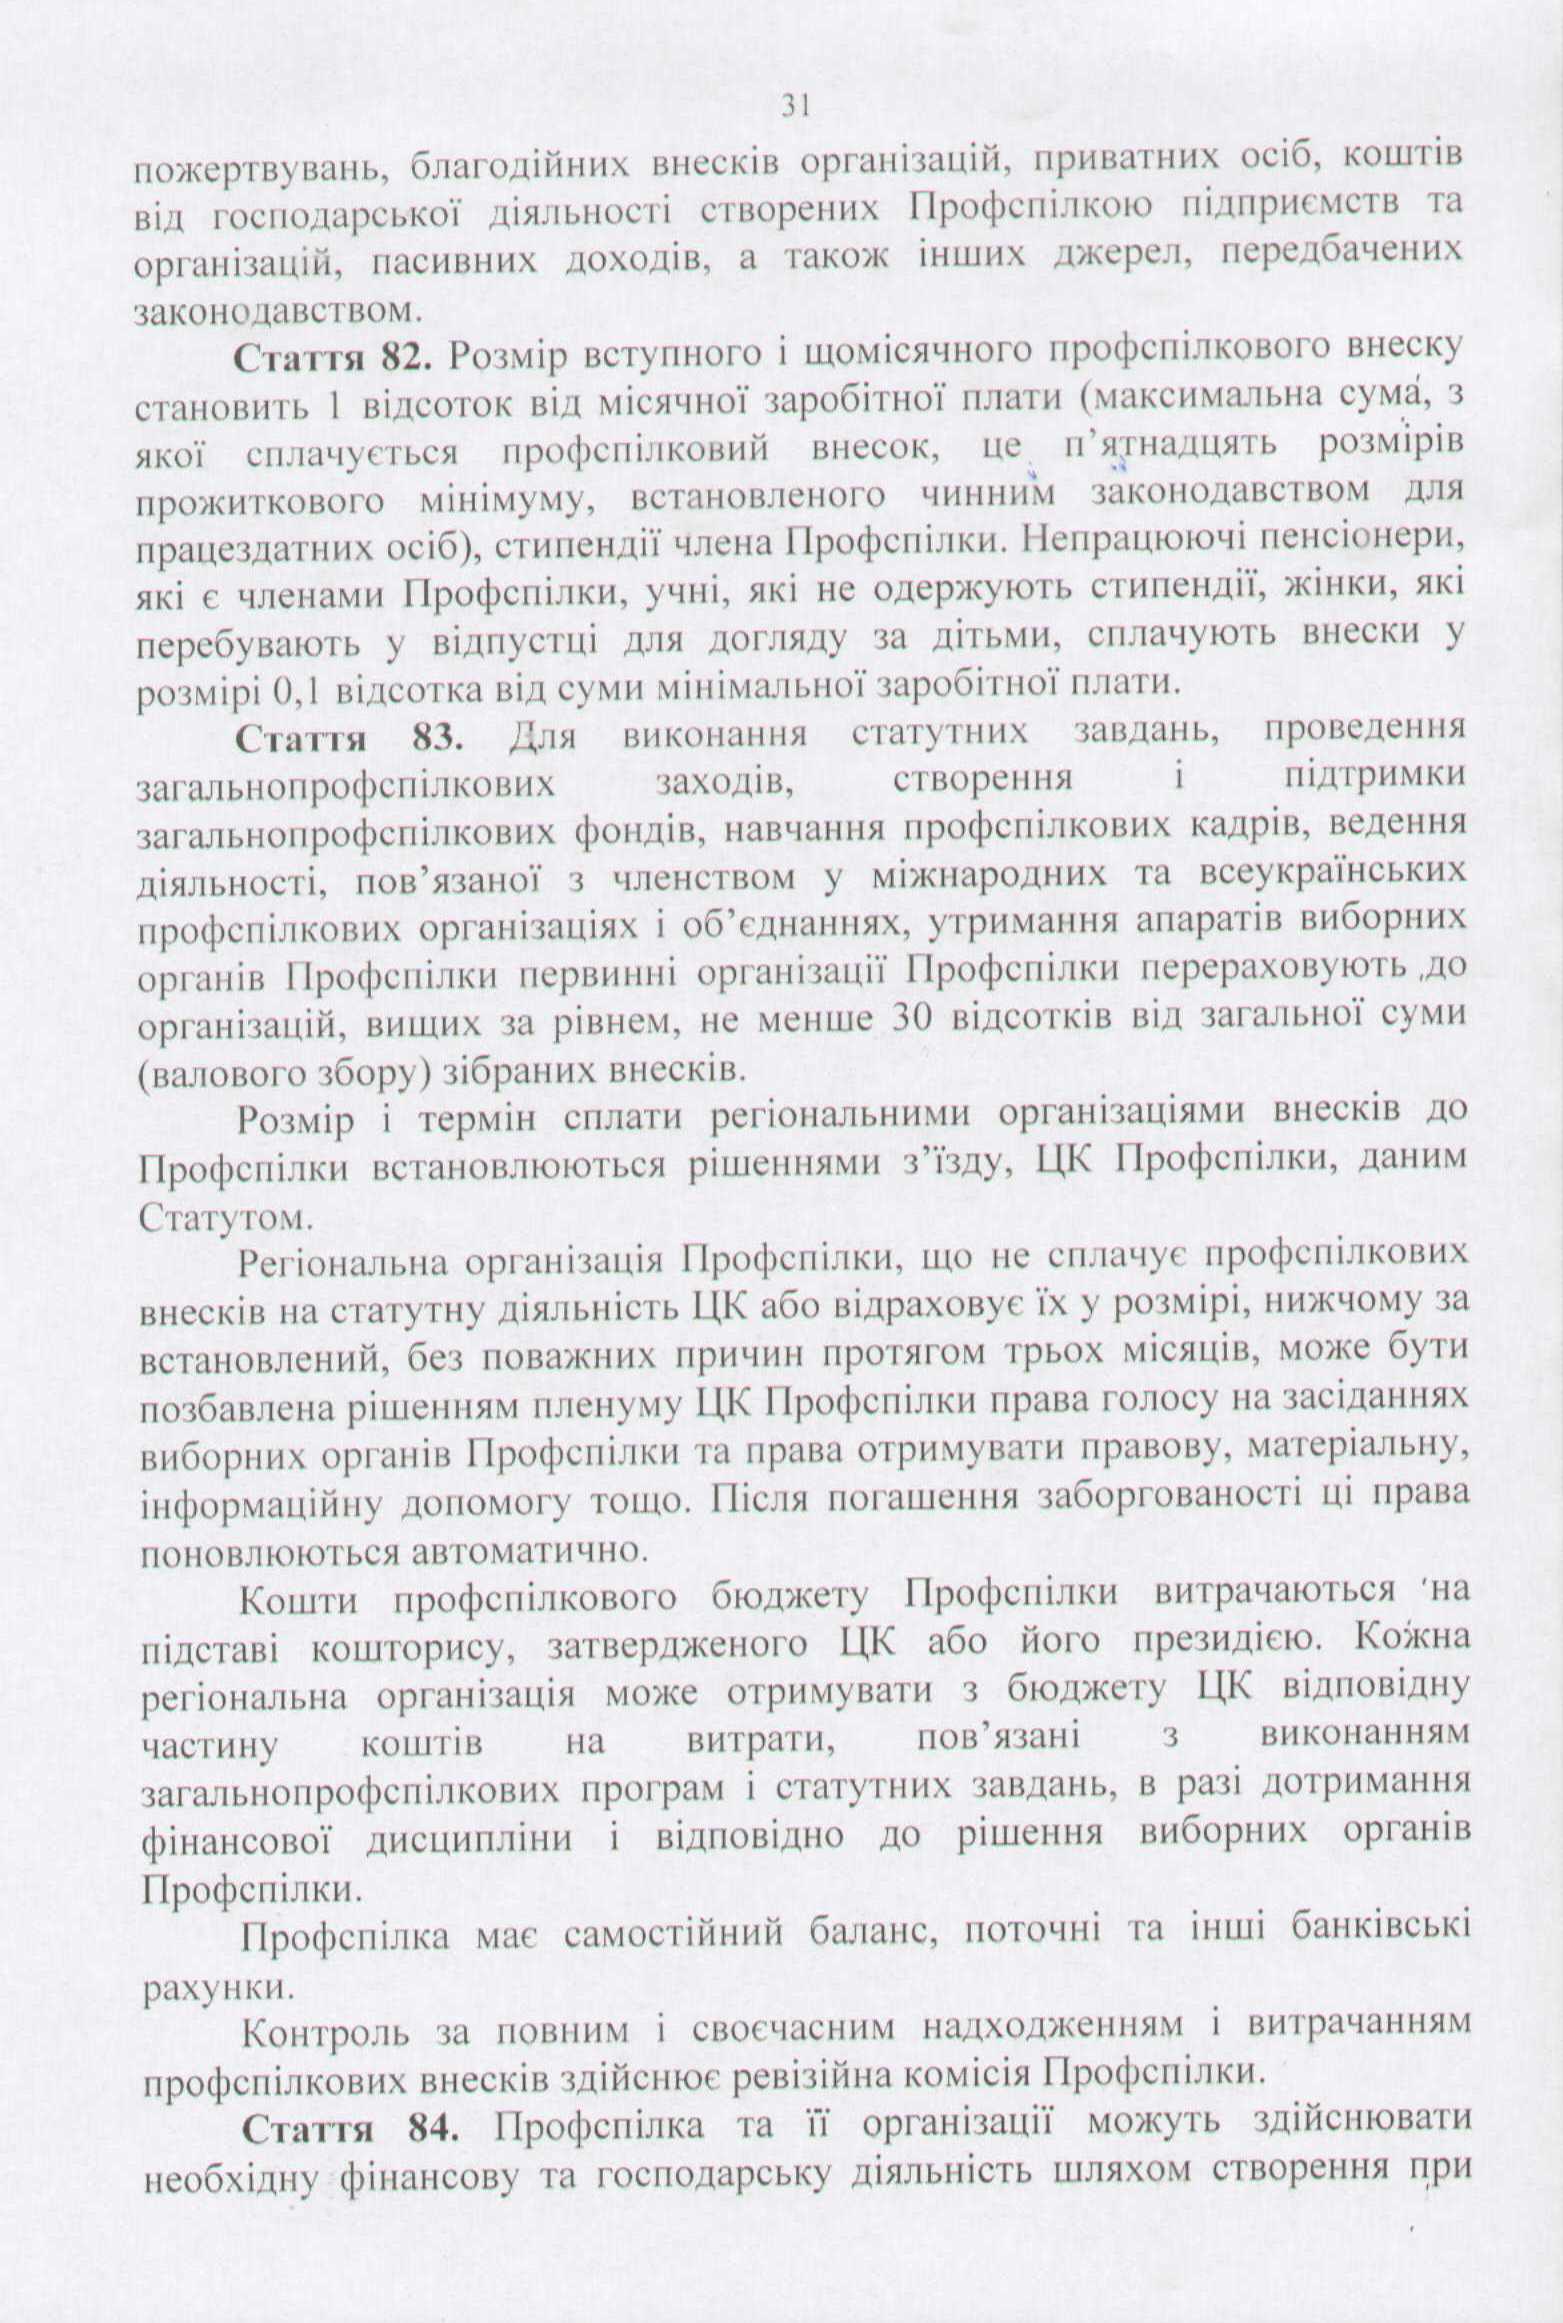 31
пожертвувань, благодійних внесків організацій, приватних осіб, коштів
від господарської діяльності створених Профспілкою підприємств та
організацій, пасивних доходів, а також інших джерел, передбачених
законодавством.
Стаття 82. Розмір вступного і щомісячного профспілкового внеску
становить 1 відсоток від місячної заробітної плати (максимальна сума, з
якої сплачується профспілковий внесок, це п’ятнадцять розмірів
прожиткового мінімуму, встановленого чинним законодавством для
працездатних осіб), стипендії члена Профспілки. Непрацюючі пенсіонери,
які є членами Профспілки, учні, які не одержують стипендії, жінки, які
перебувають у відпустці для догляду за дітьми, сплачують внески у
розмірі 0,1 відсотка від суми мінімальної заробітної плати.
Стаття 83. Для виконання статутних завдань, проведення
загальнопрофспілкових заходів, створення і підтримки
загальнопрофспілкових фондів, навчання профспілкових кадрів, ведення
діяльності, пов’язаної з членством у міжнародних та всеукраїнських
профспілкових організаціях і об’єднаннях, утримання апаратів виборних
органів Профспілки первинні організації Профспілки перераховують до
організацій, вищих за рівнем, не менше 30 відсотків від загальної суми
(валового збору) зібраних внесків.
Розмір і термін сплати регіональними організаціями внесків до
Профспілки встановлюються рішеннями з’їзду, ЦК Профспілки, даним
Статутом.
Регіональна організація Профспілки, що не сплачує профспілкових
внесків на статутну діяльність ЦК або відраховує їх у розмірі, нижчому за
встановлений, без поважних причин протягом трьох місяців, може бути
позбавлена рішенням пленуму ЦК Профспілки права голосу на засіданнях
виборних органів Профспілки та права отримувати правову, матеріальну,
інформаційну допомогу тощо. Після погашення заборгованості ці права
поновлюються автоматично.
Кошти профспілкового бюджету Профспілки витрачаються на
підставі кошторису, затвердженого ЦК або його президією. Кожна
регіональна організація може отримувати з бюджету ЦК відповідну
частину коштів на витрати, пов’язані з виконанням
загальнопрофспілкових програм і статутних завдань, в разі дотримання
фінансової дисципліни і відповідно до рішення виборних органів
Профспілки.
Профспілка має самостійний баланс, поточні та інші банківські
рахунки.
Контроль за повним і своєчасним надходженням і витрачанням
профспілкових внесків здійснює ревізійна комісія Профспілки.
Стаття 84. Профспілка та її організації можуть здійснювати
необхідну фінансову та господарську діяльність шляхом створення при